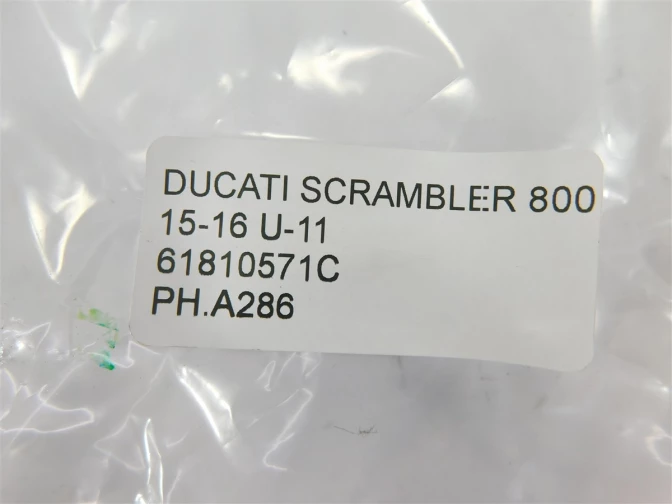 DUCATI SCRAMBLER 800
15-16 U-11
61810571C
PH.A286